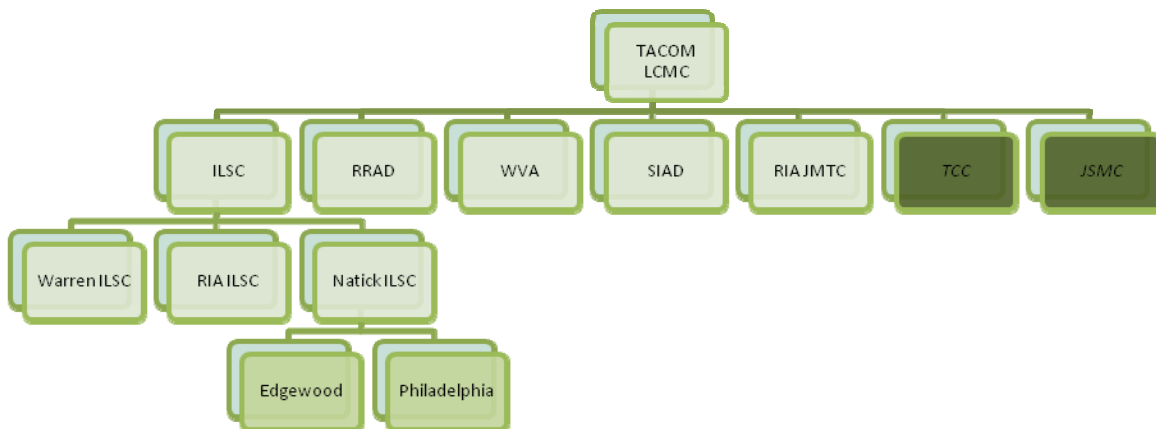 TACOM
LCMC
ILSC
RRAD
WVA
SIAD
RIA JMTC
TCC
JSMC
Warren ILSC
RIA ILSC
Natick ILSC
Edgewood
Philadelphia